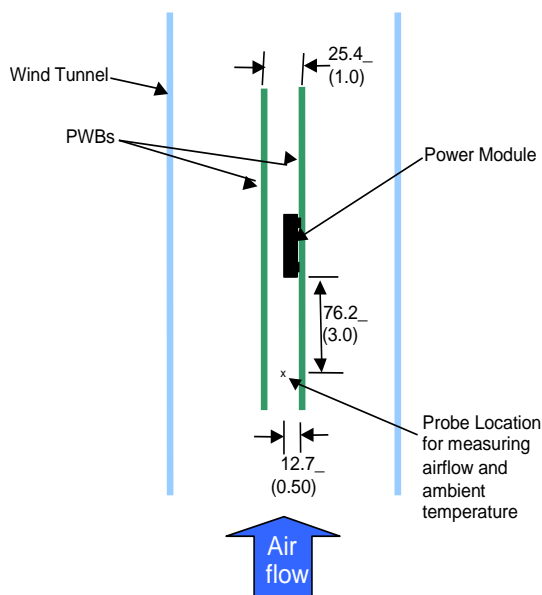 25.4_
(1.0)
Wind Tunnel
PWBs
Power Module
76.2_
(3.0)
x
Probe Location
for measuring
airflow and
ambient
temperature
12.7_
(0.50)
Air
flow